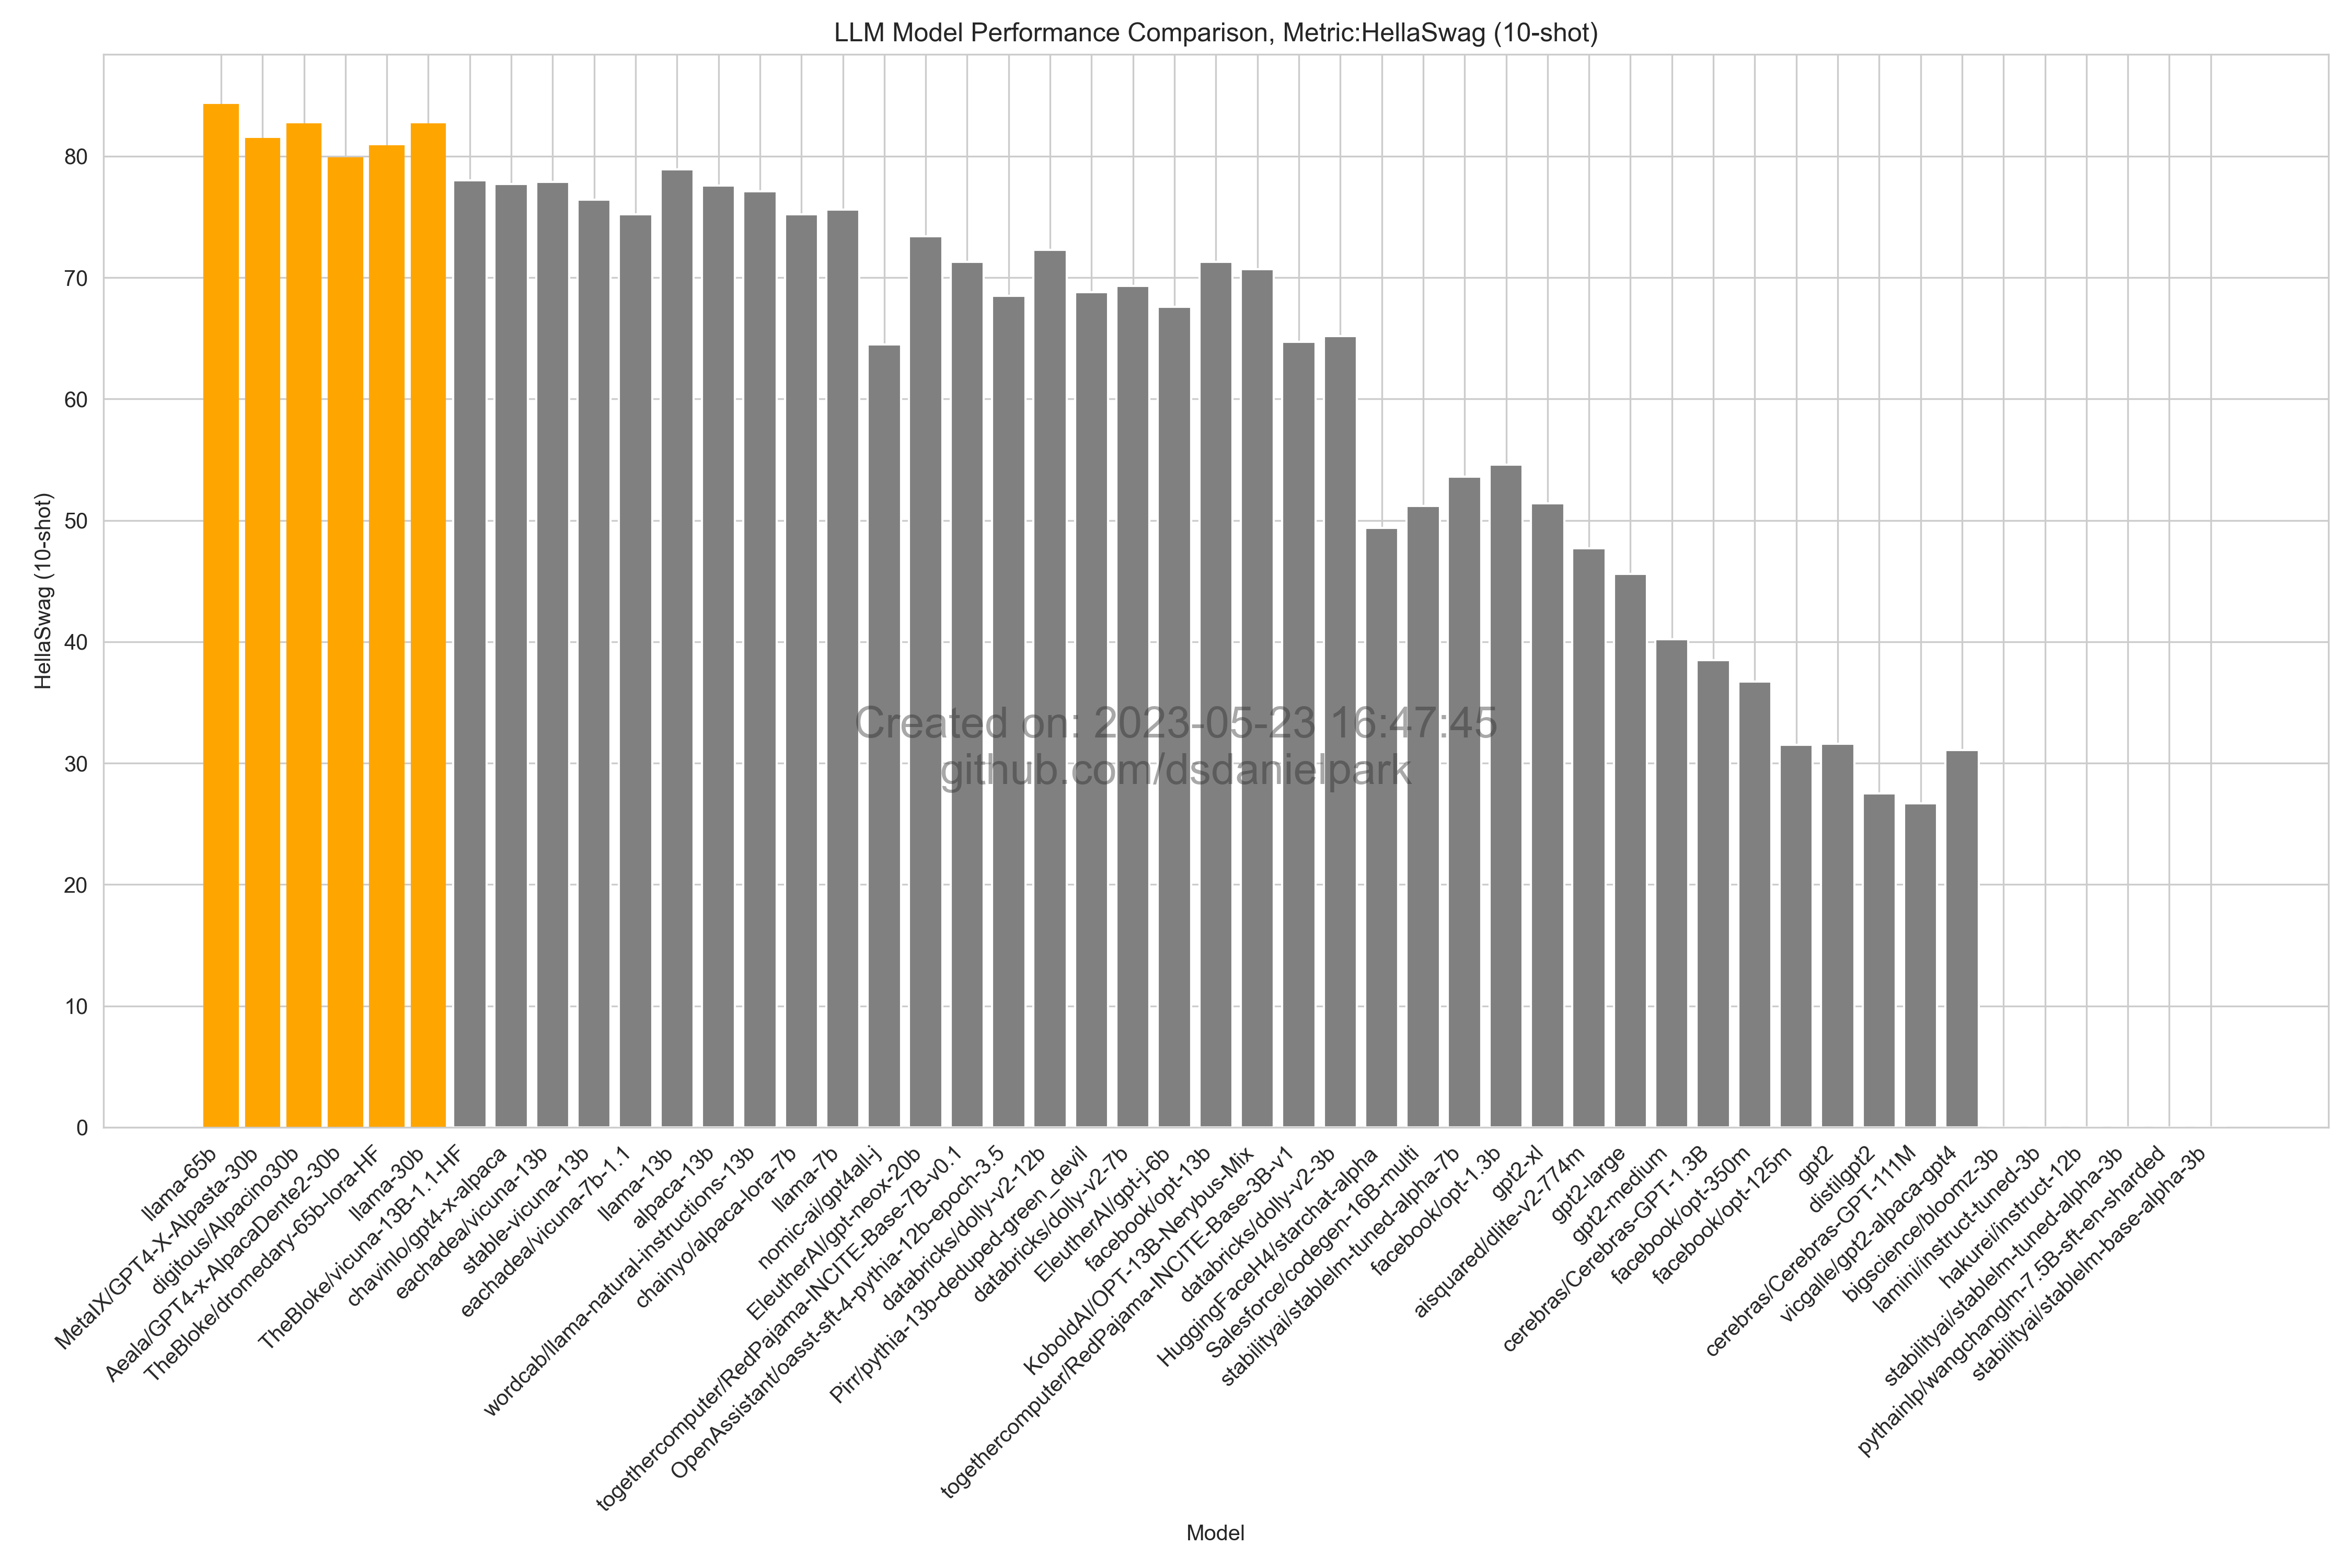 LLM Model Performance Comparison, Metric:HellaSwag (10-shot)
HellaSwag (10-shot)
80
70
60
50
40
30
20
10
0
Created on: 2023-05-23 16:47:45
github.com/dsdanielpark
llama-65b
MetaIX/GPT4-X-Alpasta-30b
digitous/Alpacino30b
Aeala/GPT4-x-AlpacaDente2-30b
TheBloke/dromedary-65b-lora-HF
llama-30b
TheBloke/vicuna-13B-1.1-HF
chavinlo/gpt4-x-alpaca
eachadea/vicuna-13b
stable-vicuna-13b
eachadea/vicuna-7b-1.1
llama-13b
alpaca-13b
wordcab/llama-natural-instructions-13b
chainyo/alpaca-lora-7b
llama-7b
nomic-ai/gpt4all-j
EleutherAI/gpt-neox-20b
togethercomputer/RedPajama-INCITE-Base-7B-v0.1
OpenAssistant/oasst-sft-4-pythia-12b-epoch-3.5
databricks/dolly-v2-12b
Pirr/pythia-13b-deduped-green_devil
databricks/dolly-v2-7b
EleutherAI/gpt-j-6b
facebook/opt-13b
KoboldAI/OPT-13B-Nerybus-Mix
togethercomputer/RedPajama-INCITE-Base-3B-v1
databricks/dolly-v2-3b
HuggingFaceH4/starchat-alpha
Salesforce/codegen-16B-multi
stabilityai/stablelm-tuned-alpha-7b
facebook/opt-1.3b
gpt2-xl
aisquared/dlite-v2-774m
gpt2-large
gpt2-medium
cerebras/Cerebras-GPT-1.3B
facebook/opt-350m
facebook/opt-125m
gpt2
distilgpt2
cerebras/Cerebras-GPT-111M
vicgalle/gpt2-alpaca-gpt4
bigscience/bloomz-3b
lamini/instruct-tuned-3b
hakurei/instruct-12b
stabilityai/stablelm-tuned-alpha-3b
pythainlp/wangchanglm-7.5B-sft-en-sharded
stabilityai/stablelm-base-alpha-3b
Model